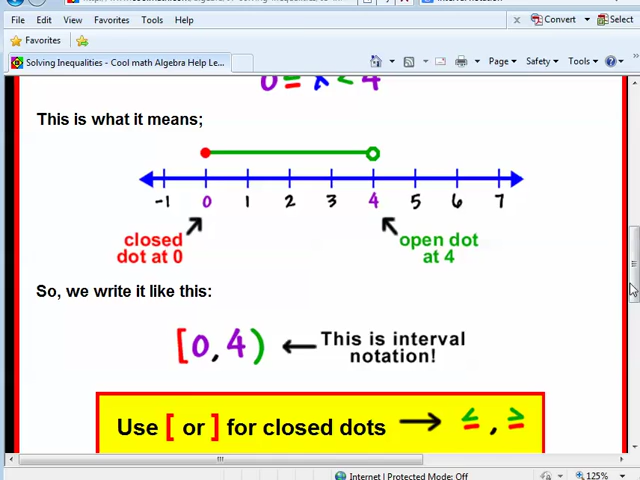 File Edit View Favorites Tools Help
Convert Select
Favorites
Solving Inequalities - Cool math Algebra Help Le...
Page Safety Tools
This is what it means;
-1 0 1 2 3 4 5 6 7
closed
dot at 0
open dot
at 4
So, we write it like this:
[0, 4) ← This is interval
notation!
Use [ or ] for closed dots → ≤ , ≥
Internet | Protected Mode: Off 125%